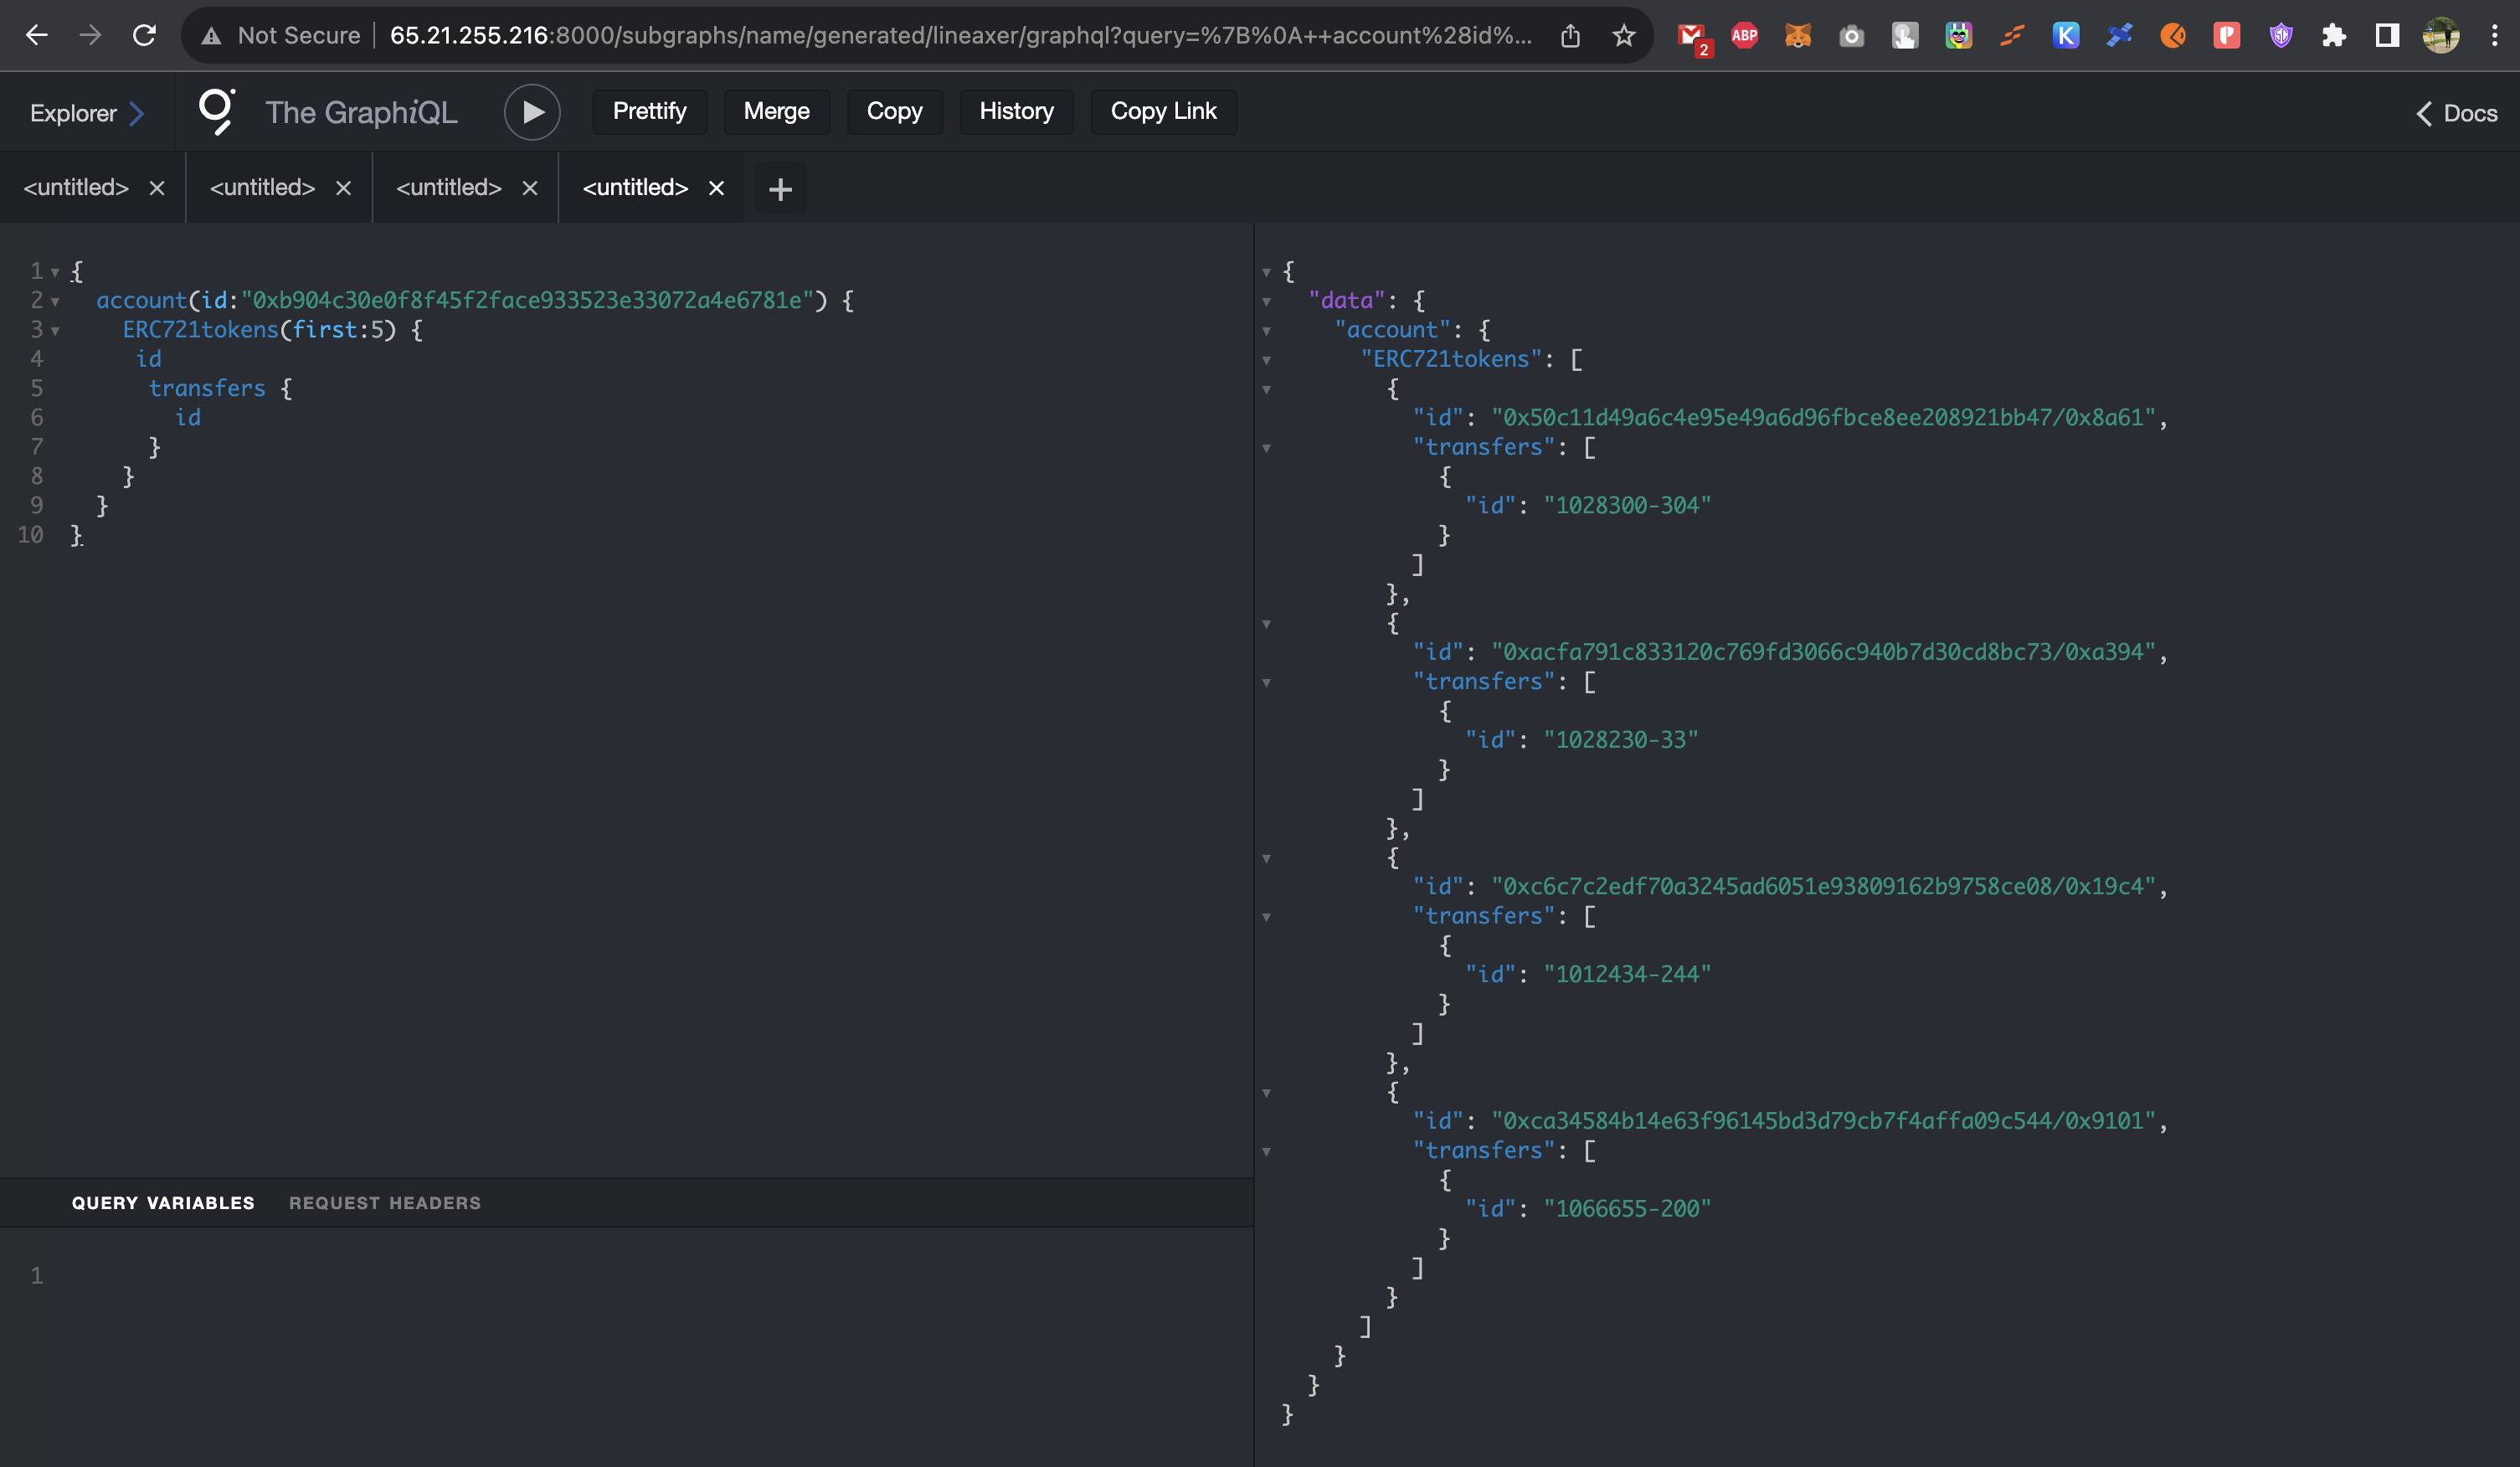 Not Secure | 65.21.255.216:8000/subgraphs/name/generated/lineaxer/graphql?query=%7B%0A++account%28id%...
2
ABP
K
Explorer
The GraphiQL
Prettify
Merge
Copy
History
Copy Link
Docs
<untitled> × <untitled> × <untitled> × <untitled> × +
1 {
2 account(id:"0xb904c30e0f8f45f2face933523e33072a4e6781e") {
3 ERC721tokens(first:5) {
4 id
5 transfers {
6 id
7 }
8 }
9 }
10 }
QUERY VARIABLES REQUEST HEADERS
1
{
"data": {
"account": {
"ERC721tokens": [
{
"id": "0x50c11d49a6c4e95e49a6d96fbce8ee208921bb47/0x8a61",
"transfers": [
{
"id": "1028300-304"
}
]
},
{
"id": "0xacfa791c833120c769fd3066c940b7d30cd8bc73/0xa394",
"transfers": [
{
"id": "1028230-33"
}
]
},
{
"id": "0xc6c7c2edf70a3245ad6051e93809162b9758ce08/0x19c4",
"transfers": [
{
"id": "1012434-244"
}
]
},
{
"id": "0xca34584b14e63f96145bd3d79cb7f4affa09c544/0x9101",
"transfers": [
{
"id": "1066655-200"
}
]
}
]
}
}
}